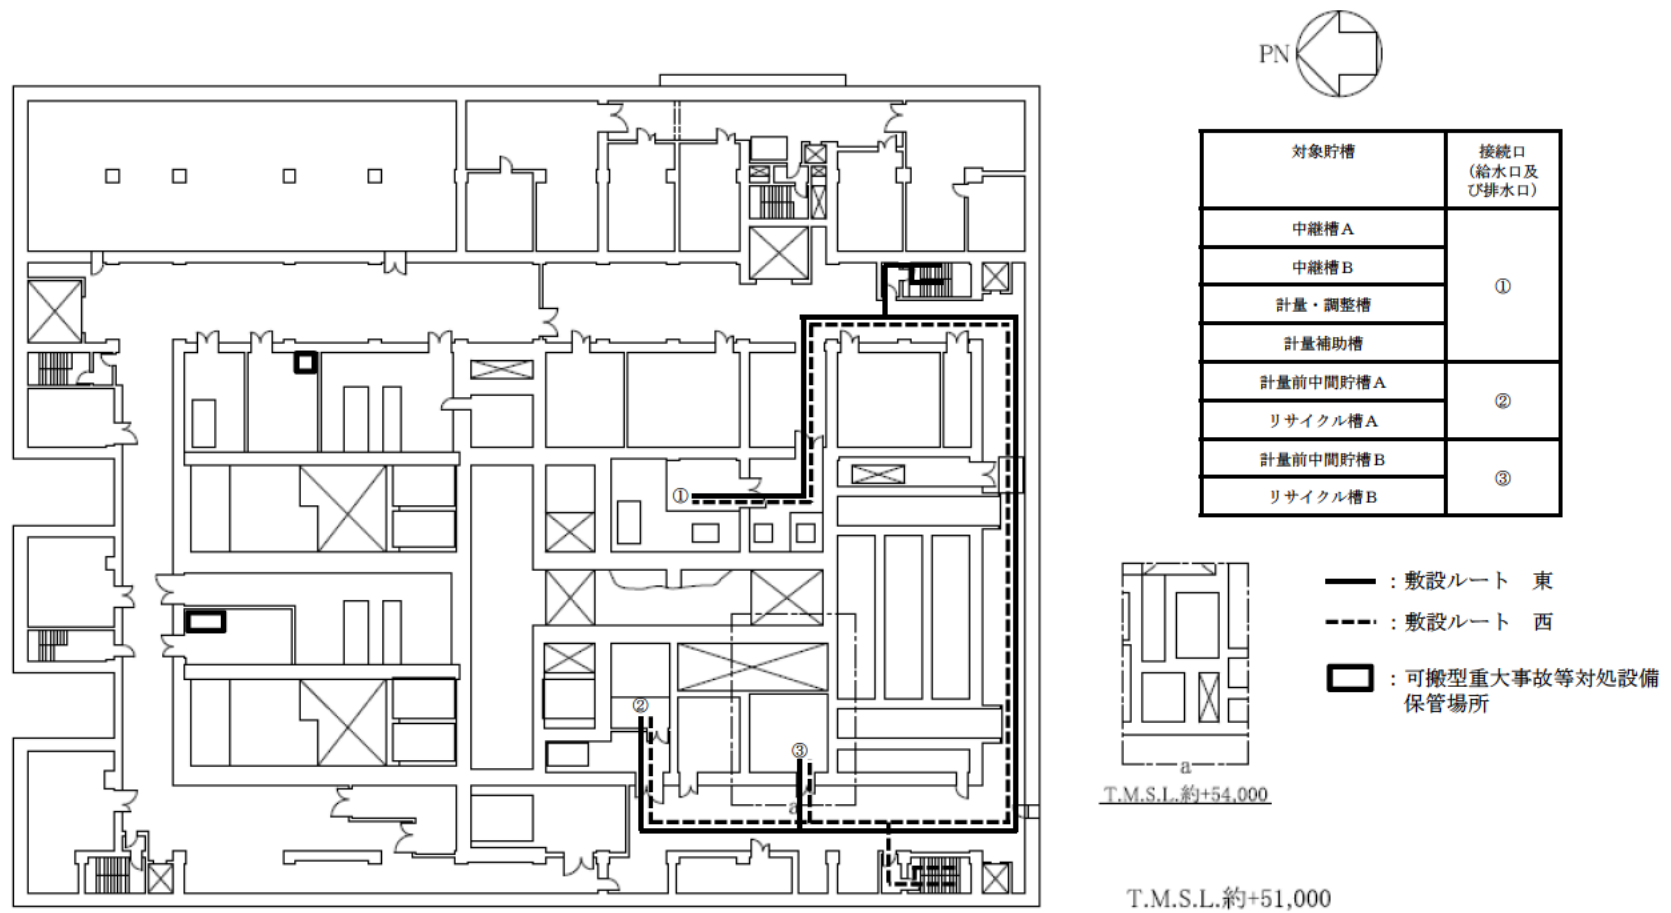 PN
対象貯槽
接続口
(給水口及
び排水口)
中継槽A
中継槽B
計量・調整槽
計量補助槽
①
計量前中間貯槽A
リサイクル槽A
②
計量前中間貯槽B
リサイクル槽B
③
①
②
③
a
a
T.M.S.L.約+54,000
:敷設ルート 東
:敷設ルート 西
:可搬型重大事故等対処設備
保管場所
T.M.S.L.約+51,000